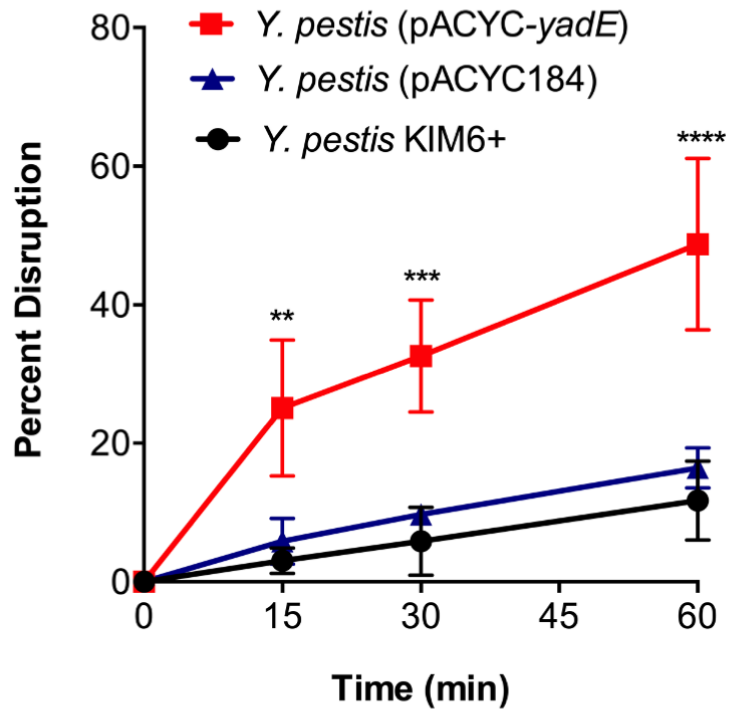 80
Y. pestis (pACYC-yadE)
Y. pestis (pACYC184)
Y. pestis KIM6+
****
60
***
40
**
20
0
0 15 30 45 60
Percent Disruption
Time (min)